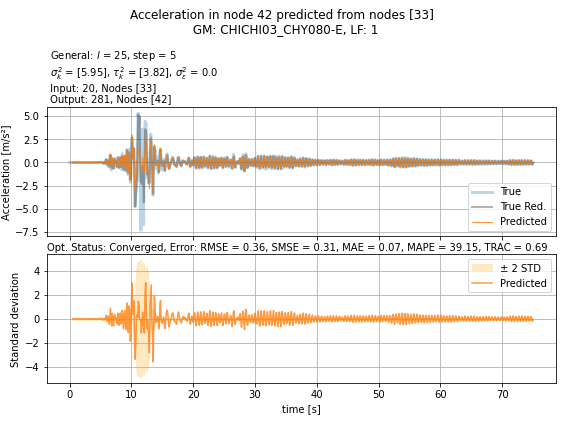 Acceleration in node 42 predicted from nodes [33]
GM: CHICHI03_CHY080-E, LF: 1
General: l = 25, step = 5
σ²ₖ = [5.95], τ²ₖ = [3.82], σ²ε = 0.0
Input: 20, Nodes [33]
Output: 281, Nodes [42]
Acceleration [m/s²]
5.0
2.5
0.0
−2.5
−5.0
−7.5
True
True Red.
Predicted
Opt. Status: Converged, Error: RMSE = 0.36, SMSE = 0.31, MAE = 0.07, MAPE = 39.15, TRAC = 0.69
Standard deviation
4
2
0
−2
−4
± 2 STD
Predicted
0 10 20 30 40 50 60 70
time [s]